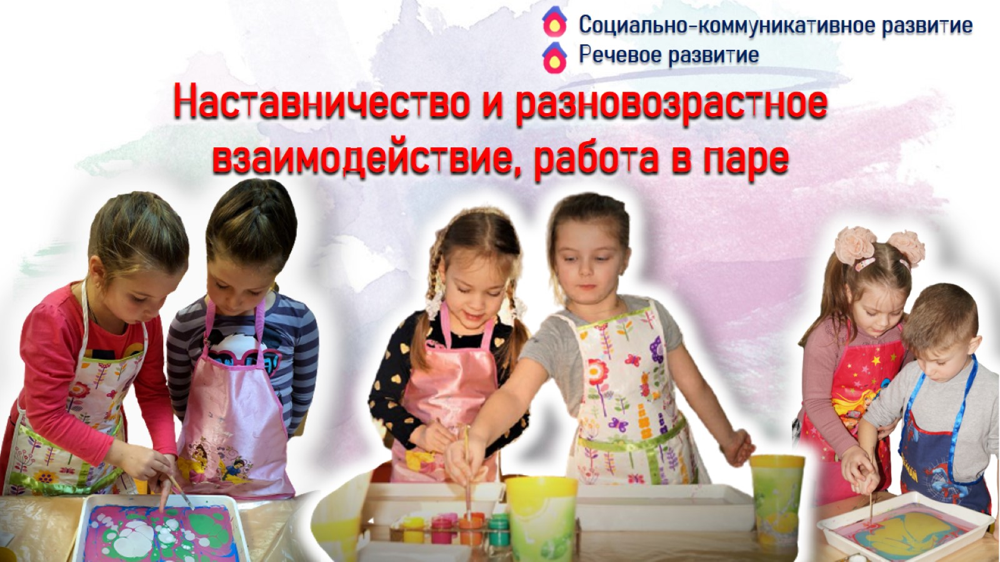 Социально-коммуникативное развитие
Речевое развитие
Наставничество и разновозрастное
взаимодействие, работа в паре